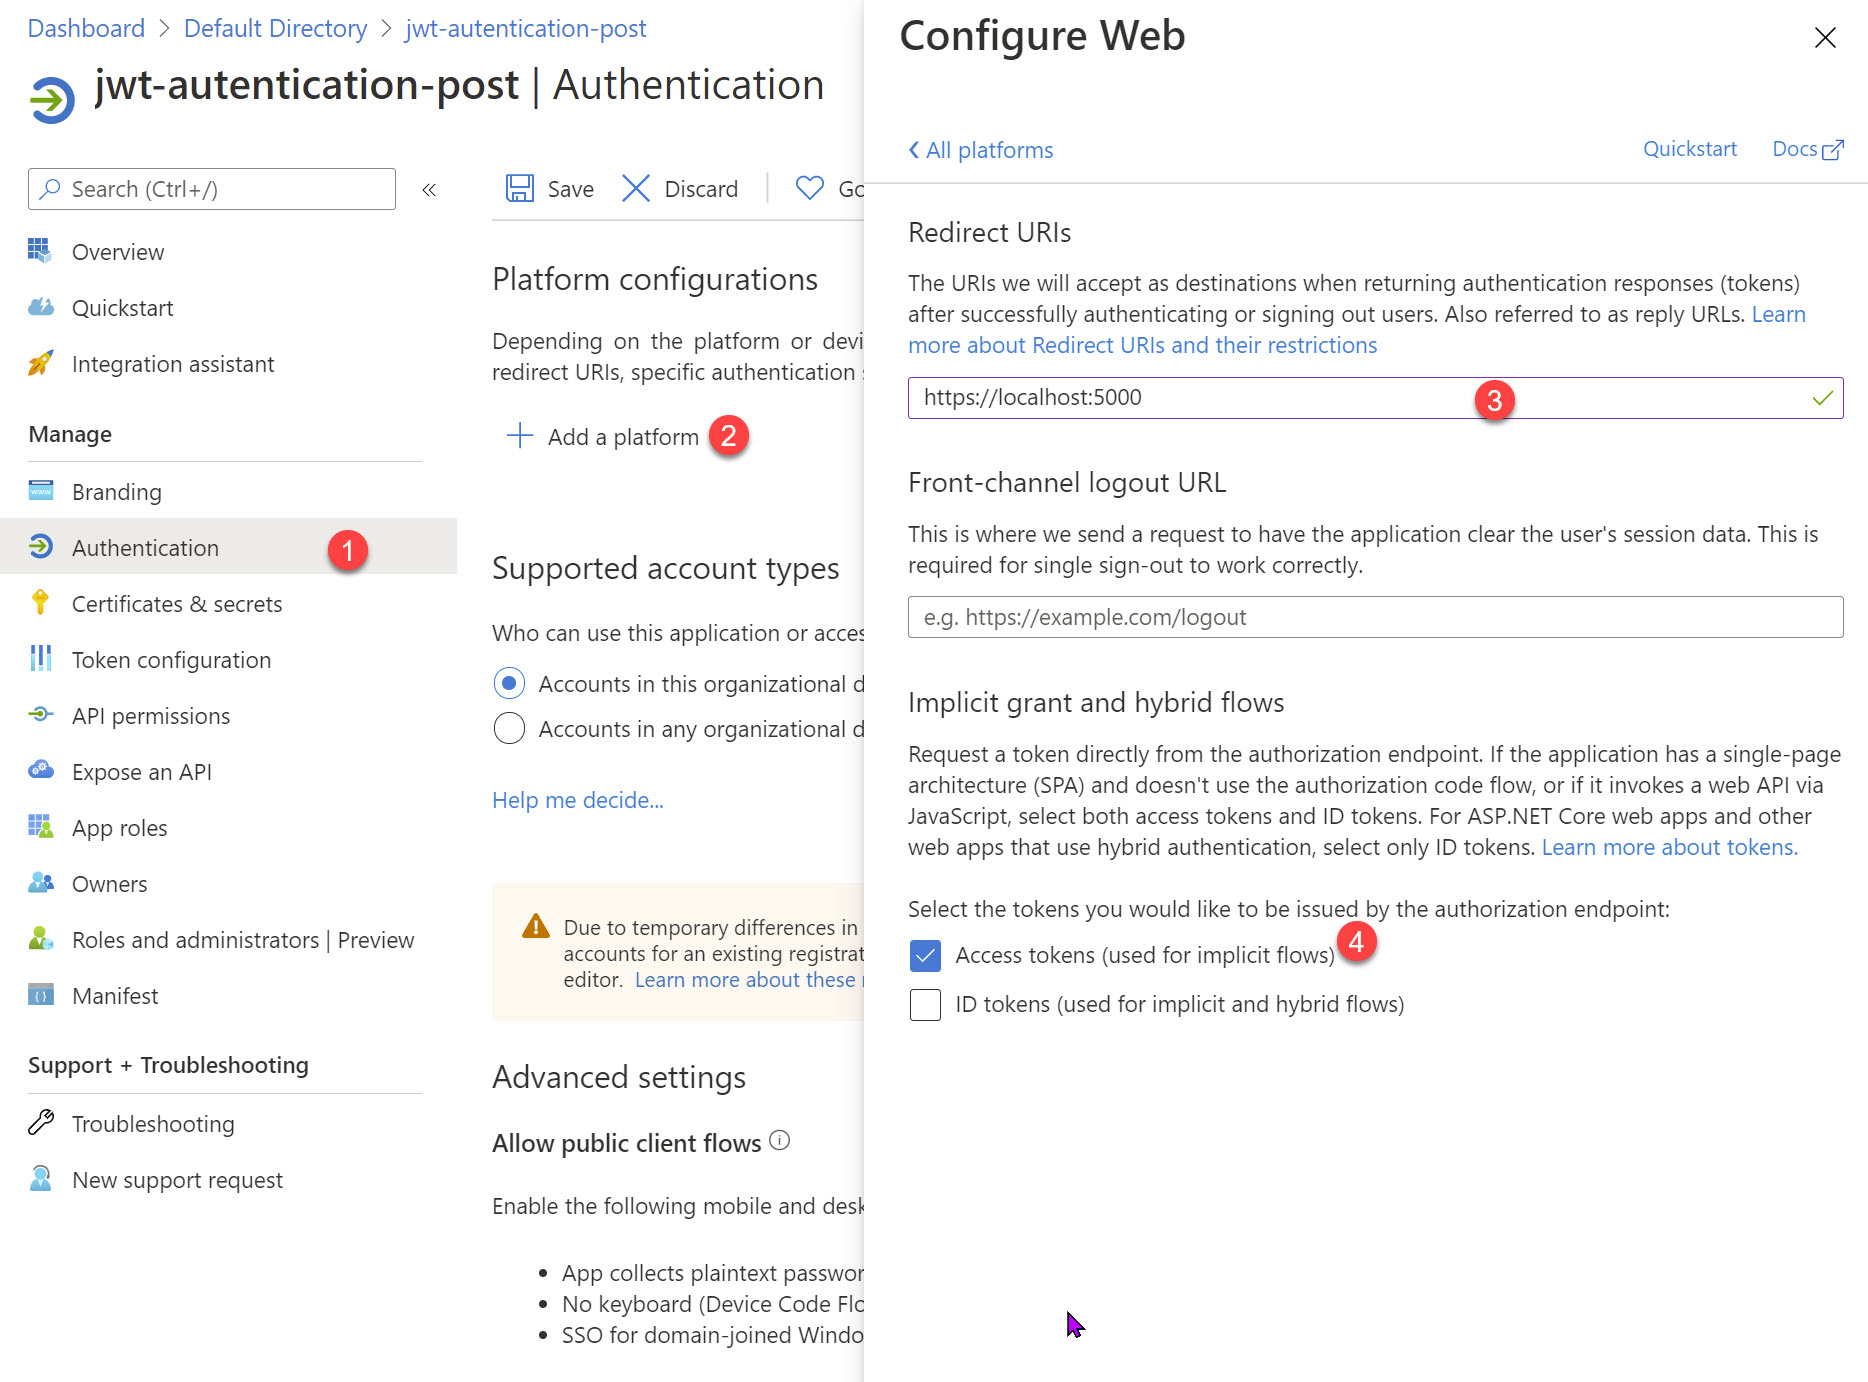 Dashboard > Default Directory > jwt-autentication-post
jwt-autentication-post | Authentication
Search (Ctrl+/)
«
Overview
Quickstart
Integration assistant
Manage
Branding
Authentication
1
Certificates & secrets
Token configuration
API permissions
Expose an API
App roles
Owners
Roles and administrators | Preview
Manifest
Support + Troubleshooting
Troubleshooting
New support request
Save
Discard
Go
Platform configurations
Depending on the platform or devi
redirect URIs, specific authentication s
Add a platform
2
Supported account types
Who can use this application or acces
Accounts in this organizational d
Accounts in any organizational d
Help me decide...
Due to temporary differences in
accounts for an existing registrat
editor. Learn more about these r
Advanced settings
Allow public client flows
Enable the following mobile and desk
• App collects plaintext passwor
• No keyboard (Device Code Flo
• SSO for domain-joined Windo
Configure Web
All platforms
Quickstart
Docs
Redirect URIs
The URIs we will accept as destinations when returning authentication responses (tokens)
after successfully authenticating or signing out users. Also referred to as reply URLs. Learn
more about Redirect URIs and their restrictions
https://localhost:5000
3
Front-channel logout URL
This is where we send a request to have the application clear the user's session data. This is
required for single sign-out to work correctly.
e.g. https://example.com/logout
Implicit grant and hybrid flows
Request a token directly from the authorization endpoint. If the application has a single-page
architecture (SPA) and doesn't use the authorization code flow, or if it invokes a web API via
JavaScript, select both access tokens and ID tokens. For ASP.NET Core web apps and other
web apps that use hybrid authentication, select only ID tokens. Learn more about tokens.
Select the tokens you would like to be issued by the authorization endpoint:
Access tokens (used for implicit flows)
4
ID tokens (used for implicit and hybrid flows)